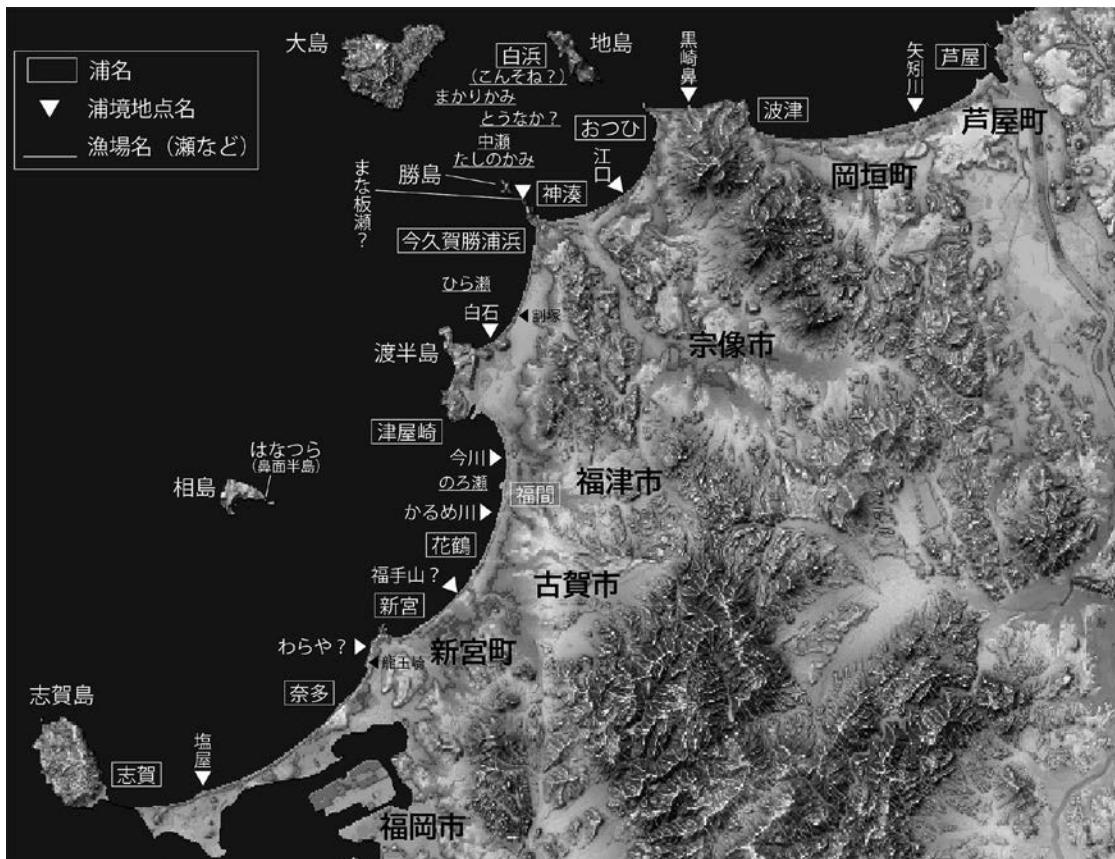 浦名
浦境地点名
漁場名（瀬など）
大島
白浜
地島
(こんそね？)
まかりかみ
とうなか？
中瀬
たしのかみ
おつひ
黒崎鼻
波津
矢矧川
芦屋
芦屋町
岡垣町
江口
勝島
神湊
まな板瀬？
今久賀勝浦浜
ひら瀬
白石
割塚
渡半島
宗像市
津屋崎
今川
はなつら
（鼻面半島）
相島
のろ瀬
福間
福津市
かるめ川
花鶴
福手山？
古賀市
新宮
わらや？
新宮町
奈多
志賀島
塩屋
志賀
福岡市